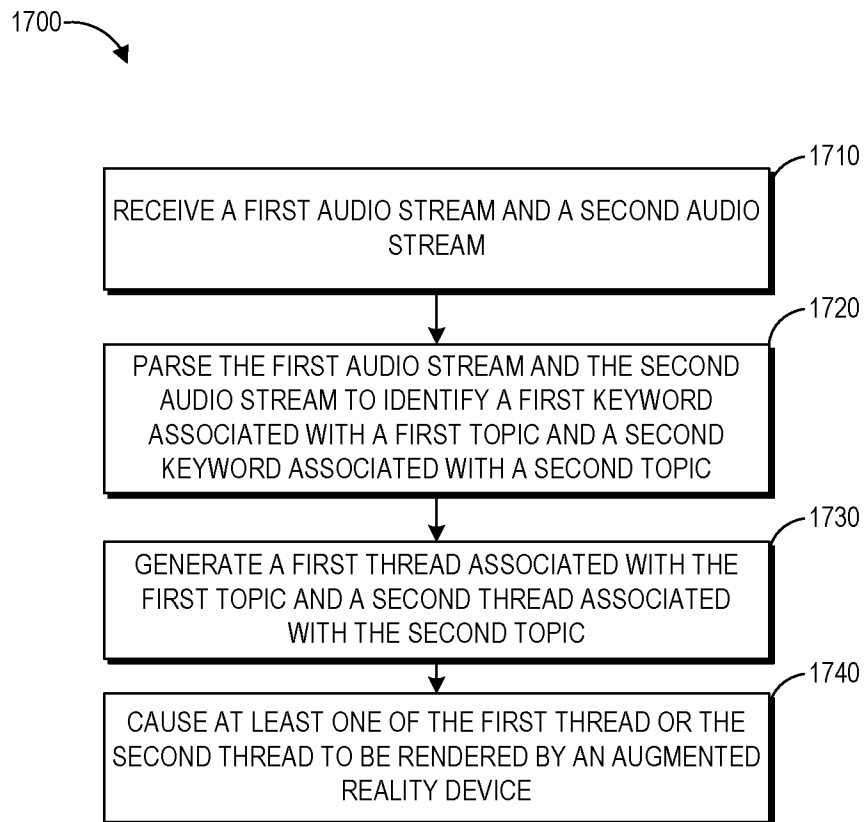 1700
1710
RECEIVE A FIRST AUDIO STREAM AND A SECOND AUDIO
STREAM
1720
PARSE THE FIRST AUDIO STREAM AND THE SECOND
AUDIO STREAM TO IDENTIFY A FIRST KEYWORD
ASSOCIATED WITH A FIRST TOPIC AND A SECOND
KEYWORD ASSOCIATED WITH A SECOND TOPIC
1730
GENERATE A FIRST THREAD ASSOCIATED WITH THE
FIRST TOPIC AND A SECOND THREAD ASSOCIATED
WITH THE SECOND TOPIC
1740
CAUSE AT LEAST ONE OF THE FIRST THREAD OR THE
SECOND THREAD TO BE RENDERED BY AN AUGMENTED
REALITY DEVICE